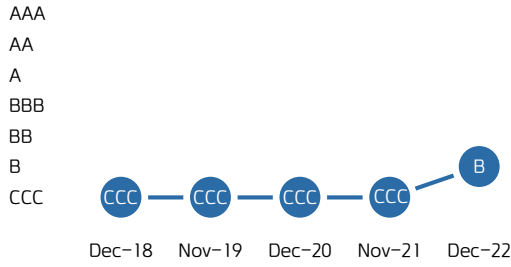 AAA
AA
A
BBB
BB
B
B
CCC
CCC
CCC
CCC
CCC
Dec–18
Nov–19
Dec–20
Nov–21
Dec–22